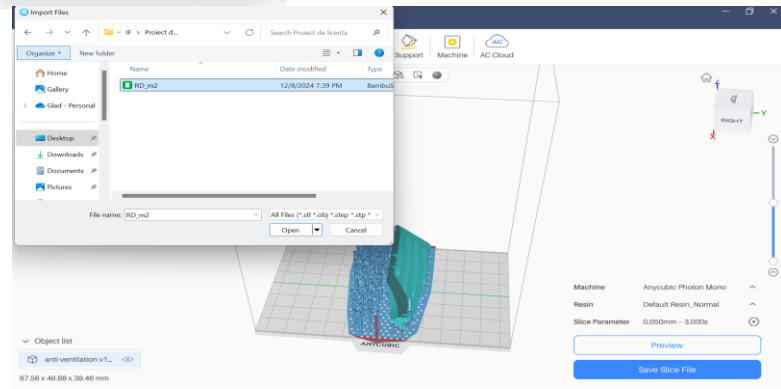 Import Files
IF > Proiect d...
Search Proiect de licenta
Organize
New folder
Home
Gallery
Glad - Personal
Desktop
Downloads
Documents
Pictures
Name
Date modified
Type
RD_m2
12/8/2024 7:39 PM
BambuS
File name:
RD_m2
All Files (*.stl *.obj *.step *.stp *
Open
Cancel
Support
Machine
AC
AC Cloud
RIGHT
Y
X
ANYCUBIC
Machine
Anycubic Photon Mono
Resin
Default Resin_Normal
Slice Parameter
0.050mm ~ 3.000s
Preview
Save Slice File
Object list
anti-ventilation v1...
87.56 x 46.88 x 39.46 mm